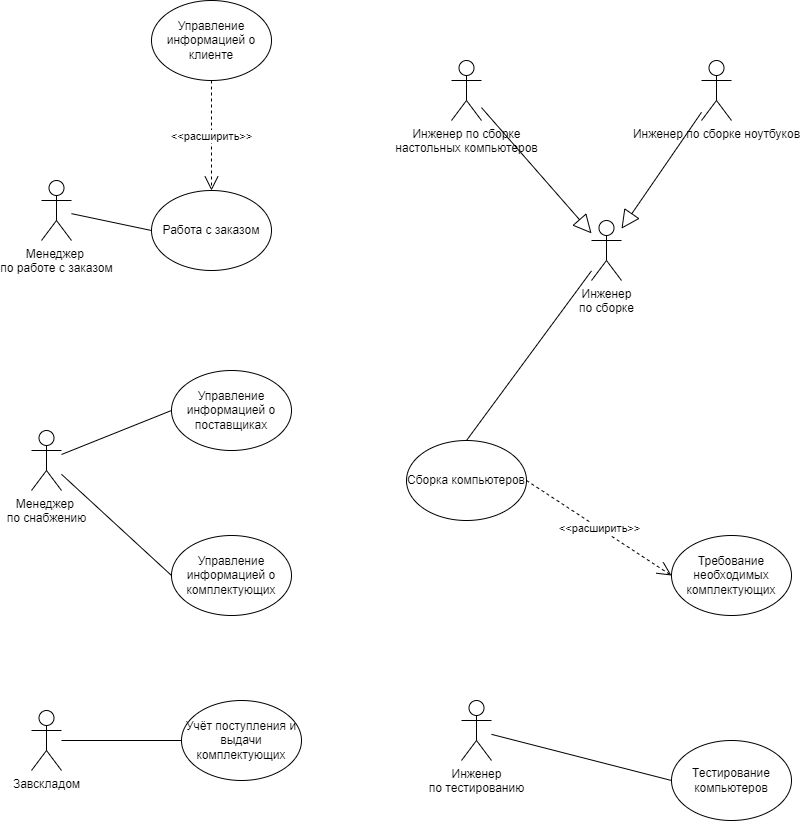 Управление
информацией о
клиенте
<<расширить>>
Работа с заказом
Менеджер
по работе с заказом
Инженер по сборке
настольных компьютеров
Инженер по сборке ноутбуков
Инженер
по сборке
Управление
информацией о
поставщиках
Менеджер
по снабжению
Управление
информацией о
комплектующих
Сборка компьютеров
<<расширить>>
Требование
необходимых
комплектующих
Учёт поступления и
выдачи
комплектующих
Завскладом
Инженер
по тестированию
Тестирование
компьютеров